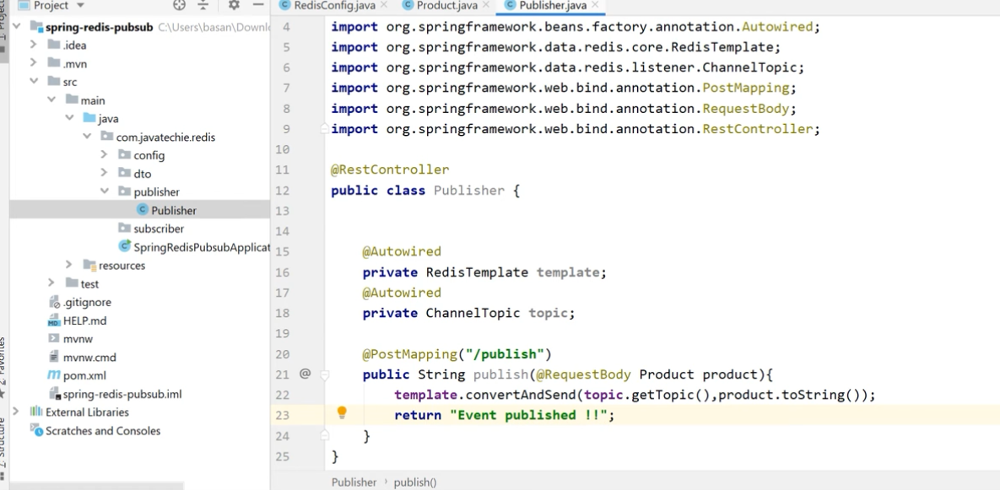 Project
RedisConfig.java
Product.java
Publisher.java
spring-redis-pubsub C:\Users\basan\Downl
.idea
.mvn
src
main
java
com.javatechie.redis
config
dto
publisher
Publisher
subscriber
SpringRedisPubsubApplicat
resources
test
.gitignore
HELP.md
mvnw
mvnw.cmd
pom.xml
spring-redis-pubsub.iml
External Libraries
Scratches and Consoles
2: Favorites
7: Structure
4 import org.springframework.beans.factory.annotation.Autowired;
5 import org.springframework.data.redis.core.RedisTemplate;
6 import org.springframework.data.redis.listener.ChannelTopic;
7 import org.springframework.web.bind.annotation.PostMapping;
8 import org.springframework.web.bind.annotation.RequestBody;
9 import org.springframework.web.bind.annotation.RestController;
10
11 @RestController
12 public class Publisher {
13
14
15 @Autowired
16 private RedisTemplate template;
17 @Autowired
18 private ChannelTopic topic;
19
20 @PostMapping("/publish")
21 @ public String publish(@RequestBody Product product){
22 template.convertAndSend(topic.getTopic(),product.toString());
23 return "Event published !!";
24 }
25 }
Publisher › publish()